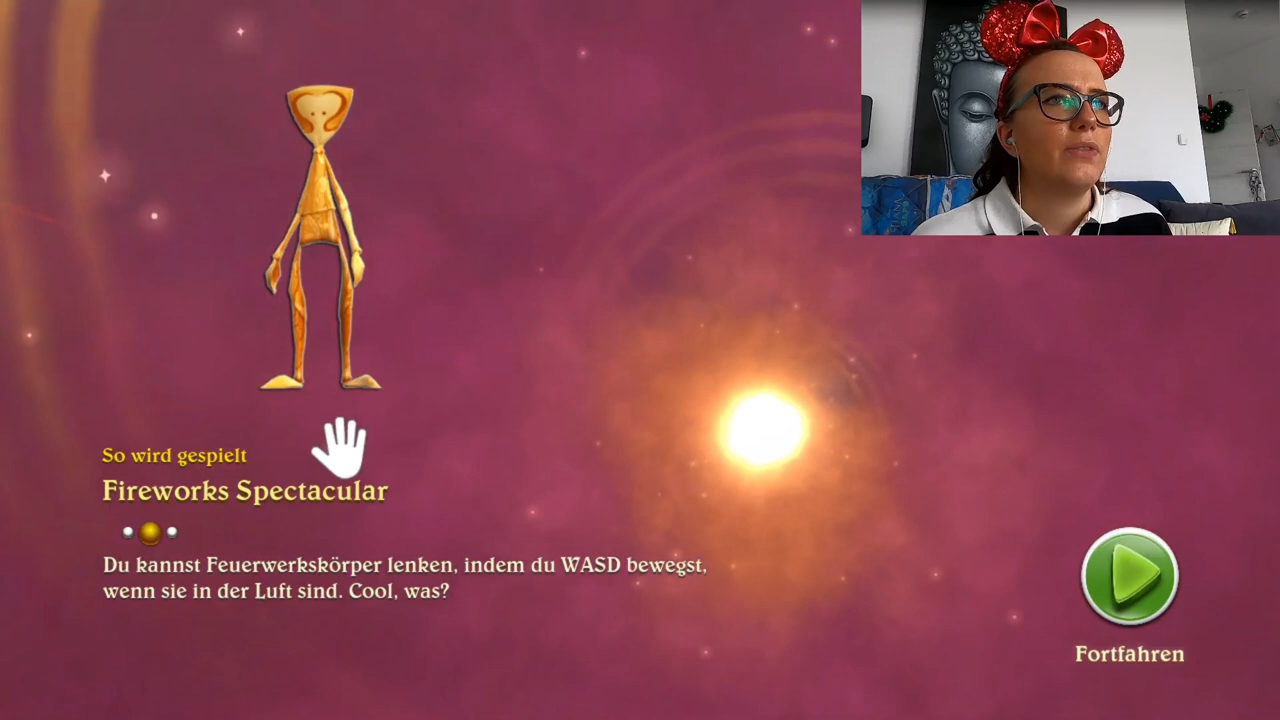 So wird gespielt
Fireworks Spectacular
Du kannst Feuerwerkskörper lenken, indem du WASD bewegst,
wenn sie in der Luft sind. Cool, was?
Fortfahren